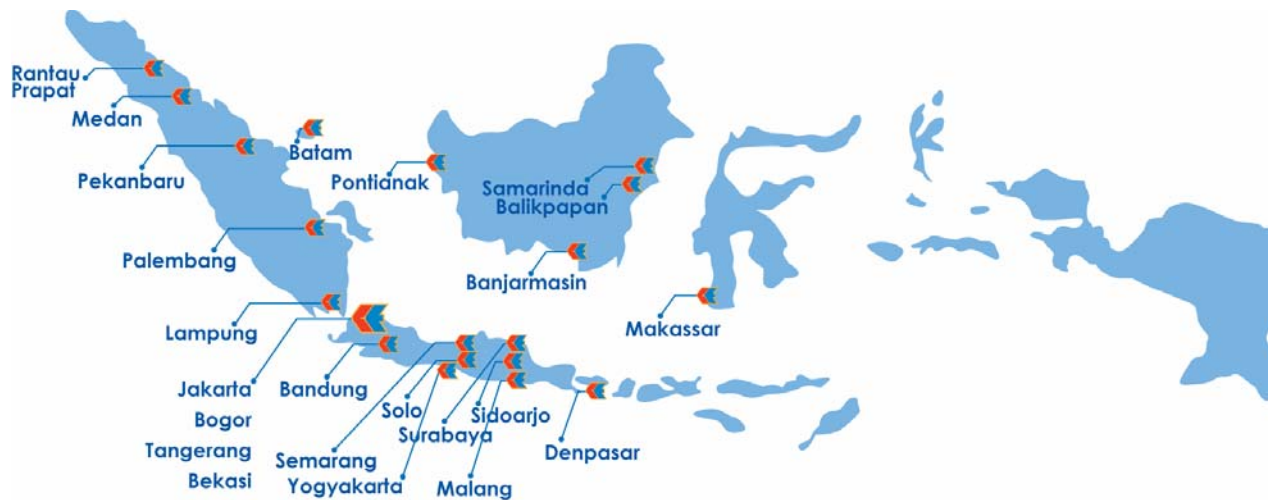 Rantau
Prapat
Medan
Batam
Pekanbaru
Pontianak
Samarinda
Balikpapan
Palembang
Banjarmasin
Lampung
Makassar
Jakarta
Bandung
Bogor
Solo
Sidoarjo
Surabaya
Tangerang
Semarang
Denpasar
Bekasi
Yogyakarta
Malang